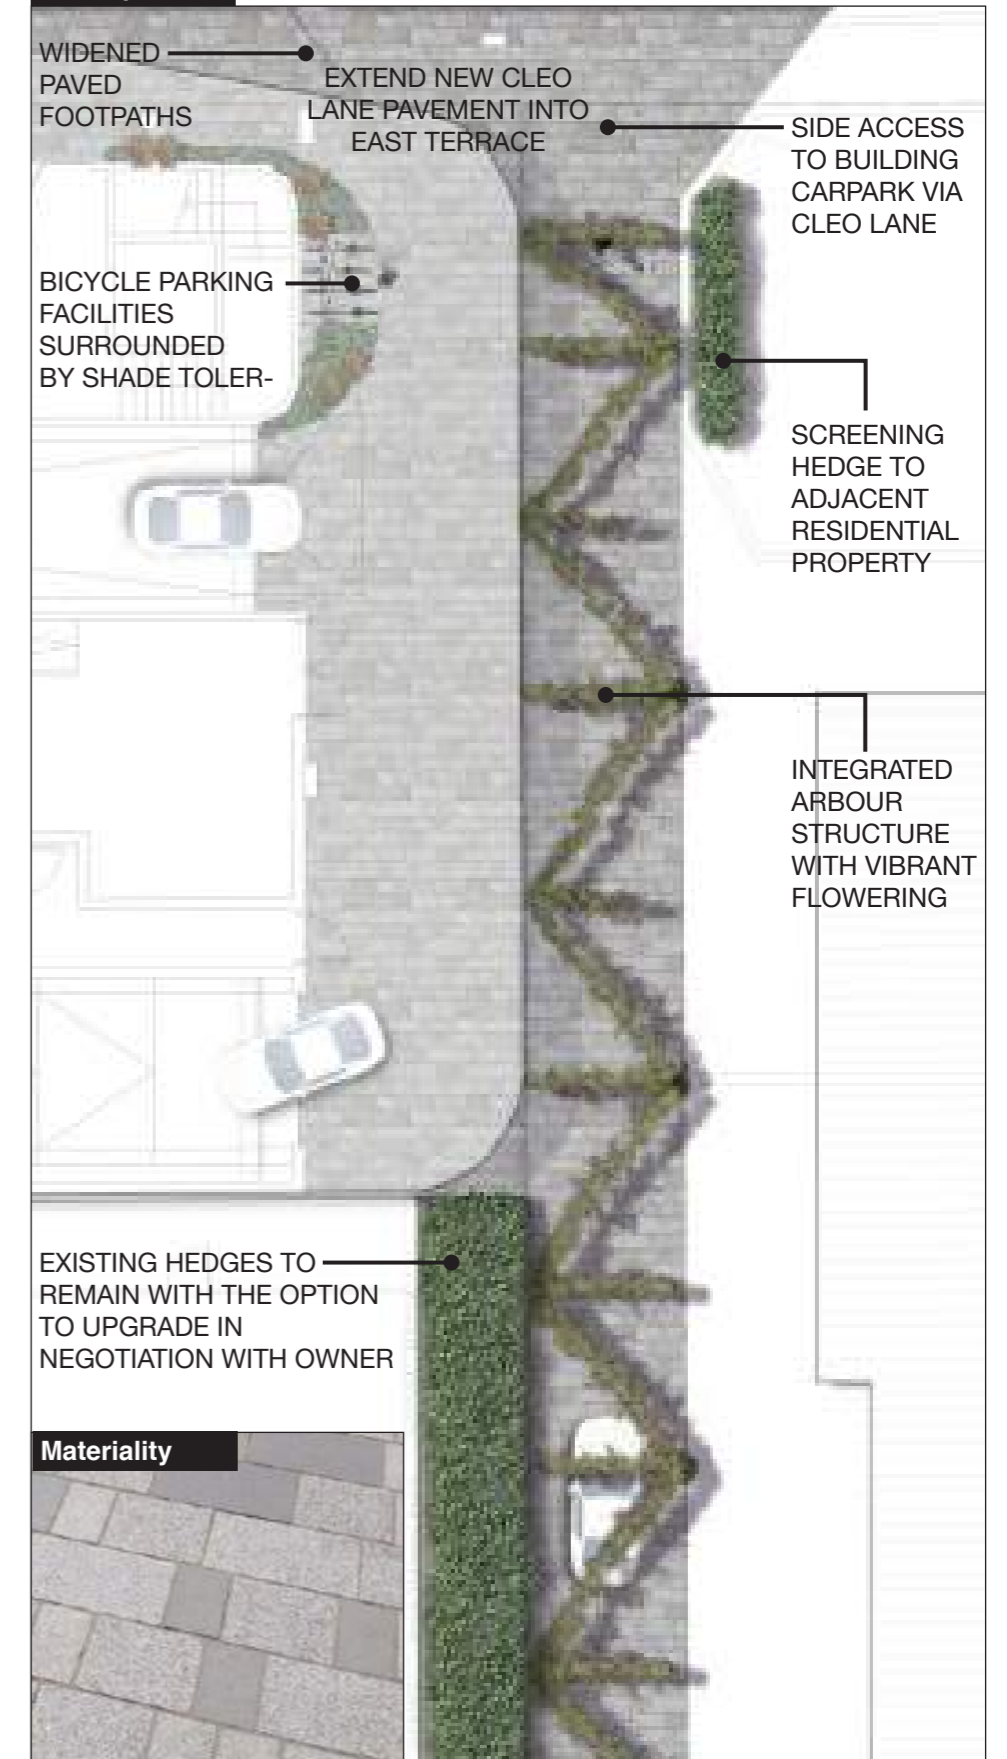 WIDENED
PAVED
FOOTPATHS
EXTEND NEW CLEO
LANE PAVEMENT INTO
EAST TERRACE
SIDE ACCESS
TO BUILDING
CARPARK VIA
CLEO LANE
BICYCLE PARKING
FACILITIES
SURROUNDED
BY SHADE TOLER-
SCREENING
HEDGE TO
ADJACENT
RESIDENTIAL
PROPERTY
INTEGRATED
ARBOUR
STRUCTURE
WITH VIBRANT
FLOWERING
EXISTING HEDGES TO
REMAIN WITH THE OPTION
TO UPGRADE IN
NEGOTIATION WITH OWNER
Materiality